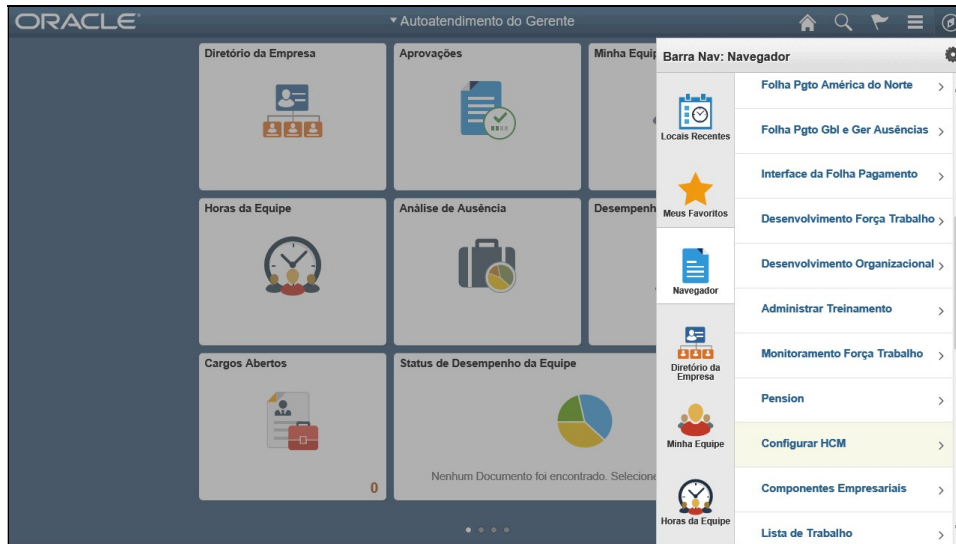 ORACLE
Autoatendimento do Gerente
Diretório da Empresa
Aprovações
Minha Equip
Horas da Equipe
Análise de Ausência
Desempenh
Cargos Abertos
0
Status de Desempenho da Equipe
Nenhum Documento foi encontrado. Selecione
Barra Nav: Navegador
Locais Recentes
Meus Favoritos
Navegador
Diretório da
Empresa
Minha Equipe
Horas da Equipe
Folha Pgto América do Norte
Folha Pgto Gbl e Ger Ausências
Interface da Folha Pagamento
Desenvolvimento Força Trabalho
Desenvolvimento Organizacional
Administrar Treinamento
Monitoramento Força Trabalho
Pension
Configurar HCM
Componentes Empresariais
Lista de Trabalho